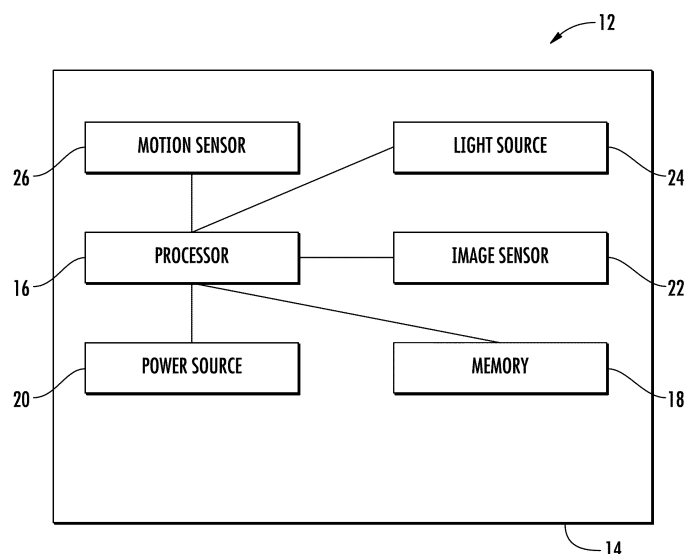 12
MOTION SENSOR
LIGHT SOURCE
26
24
PROCESSOR
IMAGE SENSOR
16
22
POWER SOURCE
MEMORY
20
18
14